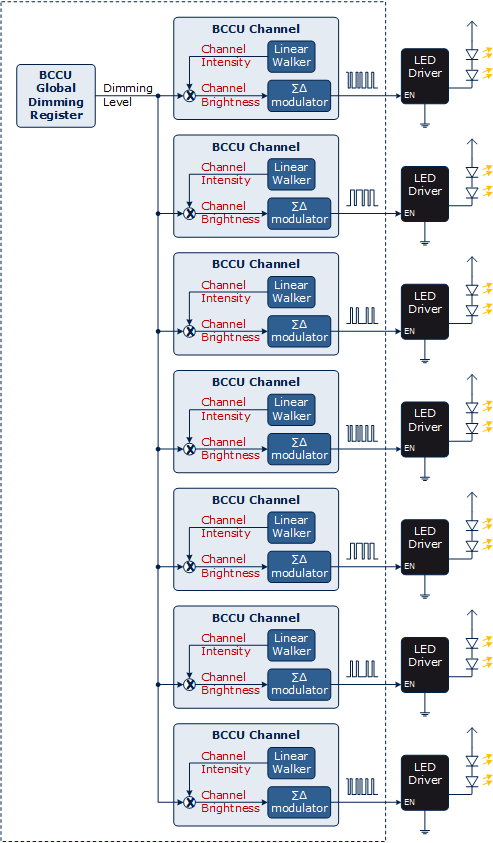 BCCU
Global
Dimming
Register
Dimming
Level
BCCU Channel
Channel
Intensity
Linear
Walker
Channel
Brightness
ΣΔ
modulator
LED
Driver
EN
BCCU Channel
Channel
Intensity
Linear
Walker
Channel
Brightness
ΣΔ
modulator
LED
Driver
EN
BCCU Channel
Channel
Intensity
Linear
Walker
Channel
Brightness
ΣΔ
modulator
LED
Driver
EN
BCCU Channel
Channel
Intensity
Linear
Walker
Channel
Brightness
ΣΔ
modulator
LED
Driver
EN
BCCU Channel
Channel
Intensity
Linear
Walker
Channel
Brightness
ΣΔ
modulator
LED
Driver
EN
BCCU Channel
Channel
Intensity
Linear
Walker
Channel
Brightness
ΣΔ
modulator
LED
Driver
EN
BCCU Channel
Channel
Intensity
Linear
Walker
Channel
Brightness
ΣΔ
modulator
LED
Driver
EN